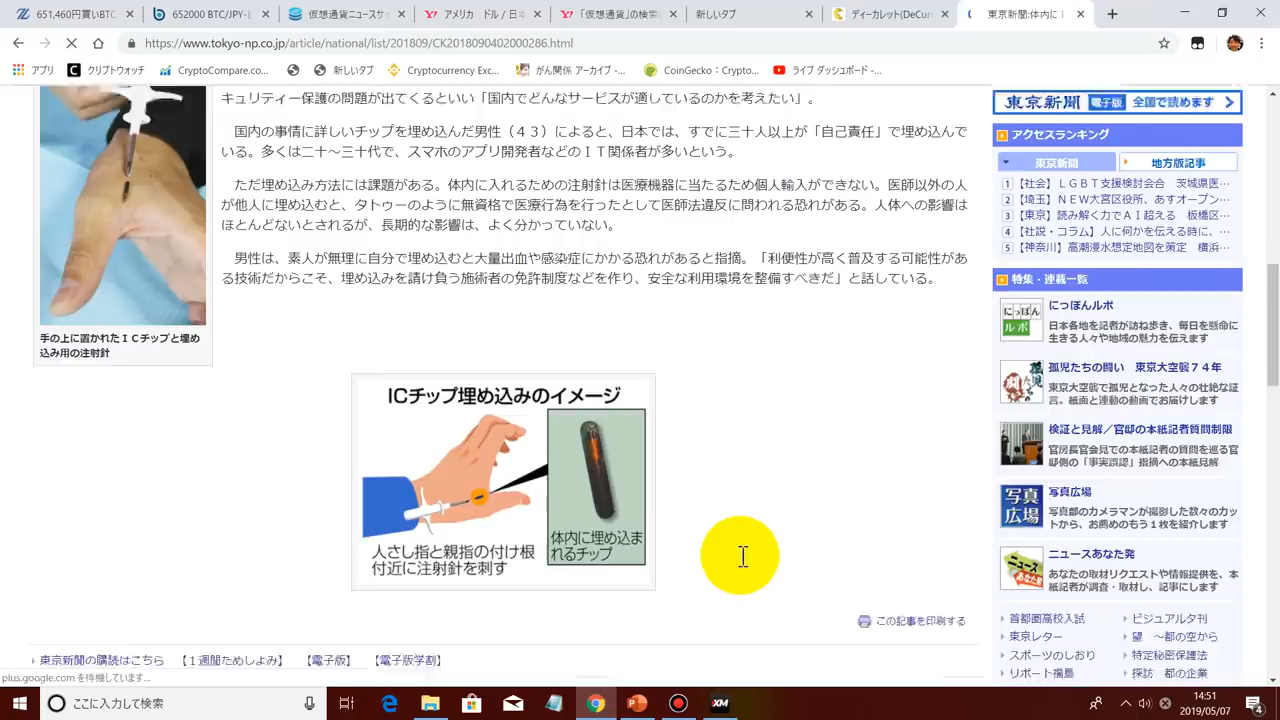 651,460円買いBTC
652000 BTC/JPY-b
仮想通貨ニュースサイ
アメリカ ドル / 日本
「仮想通貨」の検索
新しいタブ
ディーカレット(DeCur
東京新聞:体内に I
https://www.tokyo-np.co.jp/article/national/list/201809/CK2018090402000286.html
アプリ
クリプトウォッチ
CryptoCompare.co...
新しいタブ
Cryptocurrency Exc...
がん関係 アーカイブ -...
CoinGecko : Crypto...
ライブ ダッシュボード -...
キュリティー保護の問題が出てくるといい「国内でどんなサービスが適しているのかを考えたい」。
国内の事情に詳しいチップを埋め込んだ男性（４３）によると、日本では、すでに三十人以上が「自己責任」で埋め込んで
いる。多くは二十～三十代で、スマホのアプリ開発者などのＩＴ関係者が多いという。
ただ埋め込み方法には課題がある。体内に入れるための注射針は医療機器に当たるため個人輸入ができない。医師以外の人
が他人に埋め込むと、タトゥーのように無資格で医療行為を行ったとして医師法違反に問われる恐れがある。人体への影響は
ほとんどないとされるが、長期的な影響は、よく分かっていない。
男性は、素人が無理に自分で埋め込むと大量出血や感染症にかかる恐れがあると指摘。「利便性が高く普及する可能性があ
る技術だからこそ、埋め込みを請け負う施術者の免許制度などを作り、安全な利用環境を整備すべきだ」と話している。
手の上に置かれたＩＣチップと埋め
込み用の注射針
ICチップ埋め込みのイメージ
人さし指と親指の付け根
付近に注射針を刺す
体内に埋め込ま
れるチップ
この記事を印刷する
東京新聞の購読はこちら 【１週間ためしよみ】 【電子版】 【電子版学割】
plus.google.com を待機しています...
東京新聞 電子版 全国で読めます
アクセスランキング
東京新聞
地方版記事
1 【社会】ＬＧＢＴ支援検討会合 茨城県医…
2 【埼玉】ＮＥＷ大宮区役所、あすオープン…
3 【東京】読み解く力でＡＩ超える 板橋区…
4 【社説・コラム】人に何かを伝える時に、…
5 【神奈川】高潮浸水想定地図を策定 横浜…
特集・連載一覧
にっぽん
ルポ
にっぽんルポ
日本各地を記者が訪ね歩き、毎日を懸命に
生きる人々や地域の魅力を伝えます
孤児たちの闘い 東京大空襲７４年
東京大空襲で孤児となった人々の壮絶な証
言。紙面と連動の動画でお届けします
検証と見解／官邸の本紙記者質問制限
官房長官会見での本紙記者の質問を巡る官
邸側の「事実誤認」指摘への本紙見解
写真
広場
写真広場
写真部のカメラマンが撮影した数々のカッ
トから、お薦めのもう１枚を紹介します
ニュース
あなた発
ニュースあなた発
あなたの取材リクエストや情報提供を、本
紙記者が調査・取材し、記事にします
首都圏高校入試
ビジュアル夕刊
東京レター
望 ～都の空から
スポーツのしおり
特定秘密保護法
リポート福島
探訪 都の企業
ここに入力して検索
XM
14:51
2019/05/07
4